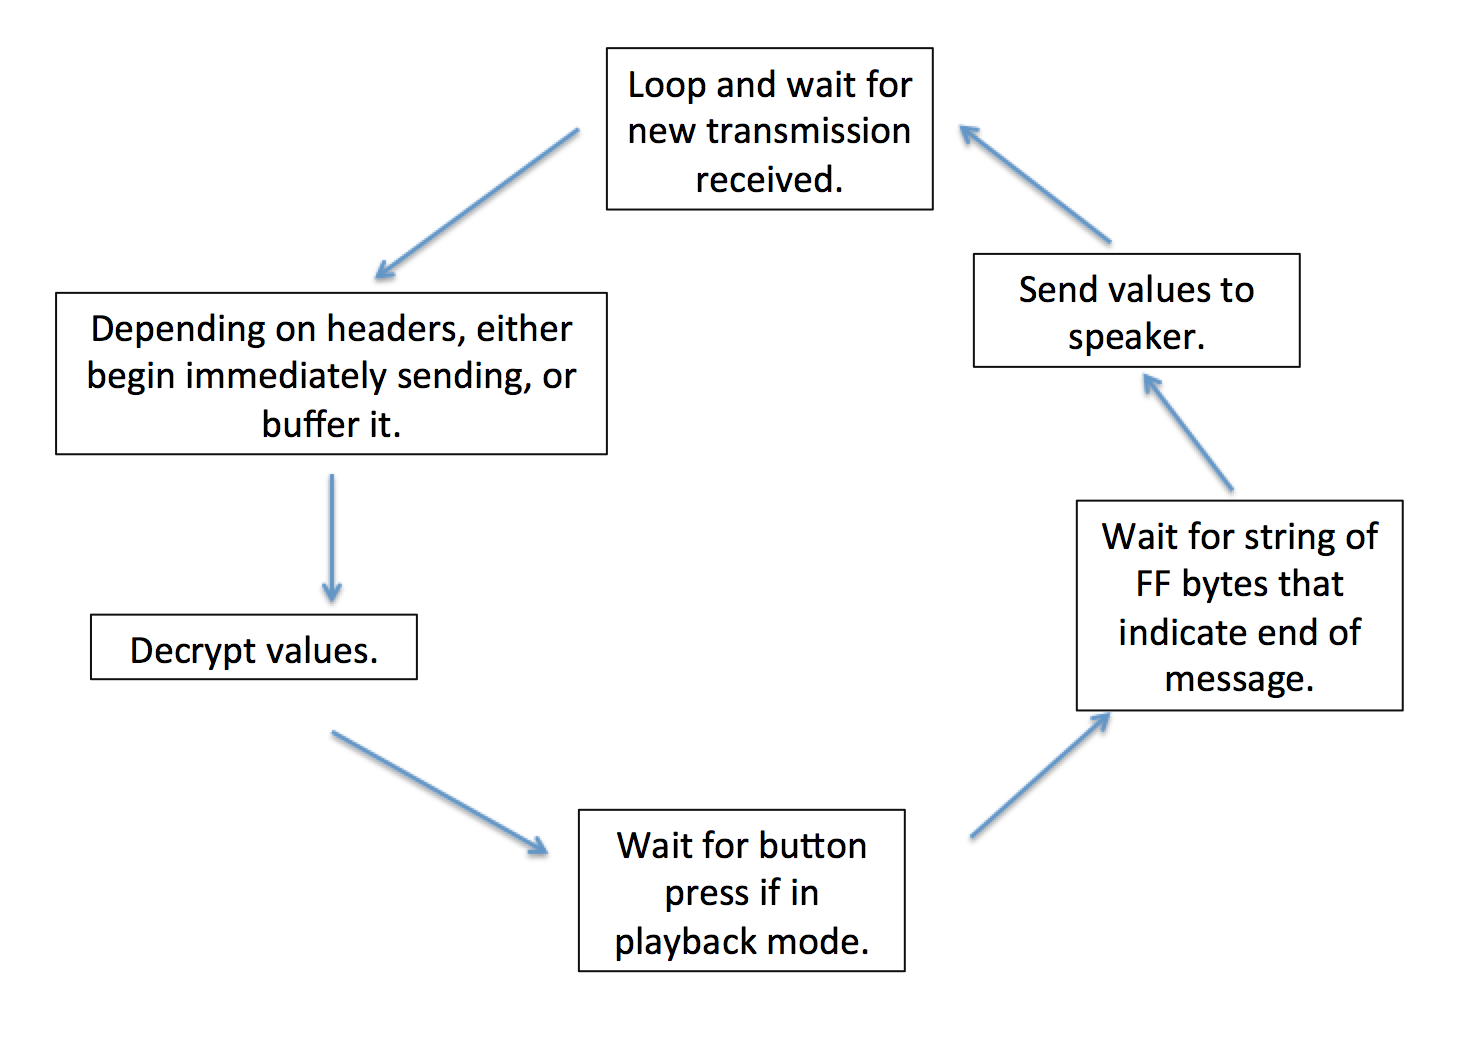 Loop and wait for
new transmission
received.
Depending on headers, either
begin immediately sending, or
buffer it.
Decrypt values.
Wait for button
press if in
playback mode.
Wait for string of
FF bytes that
indicate end of
message.
Send values to
speaker.